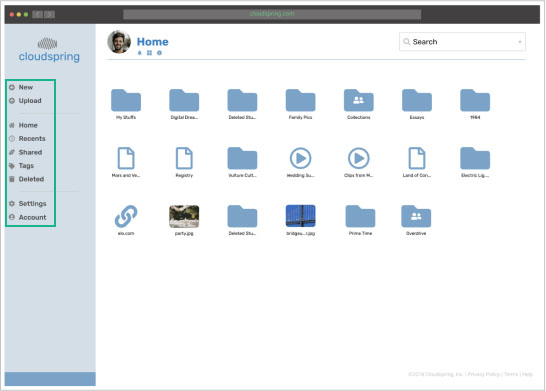 cloudspring.com
cloudspring
Home
Search
New
Upload
Home
Recents
Shared
Tags
Deleted
Settings
Account
My Stuffs
Digital Drea...
Deleted Stu...
Family Pics
Collections
Essays
1984
Mars and Ve...
Registry
Vulture Cult...
Wedding Su...
Clips from M...
Land of Con...
Electric Lig...
elo.com
party.jpg
Deleted Stu...
bridgeu...r.jpg
Prime Time
Overdrive
©2018 Cloudspring, Inc. | Privacy Policy | Terms | Help